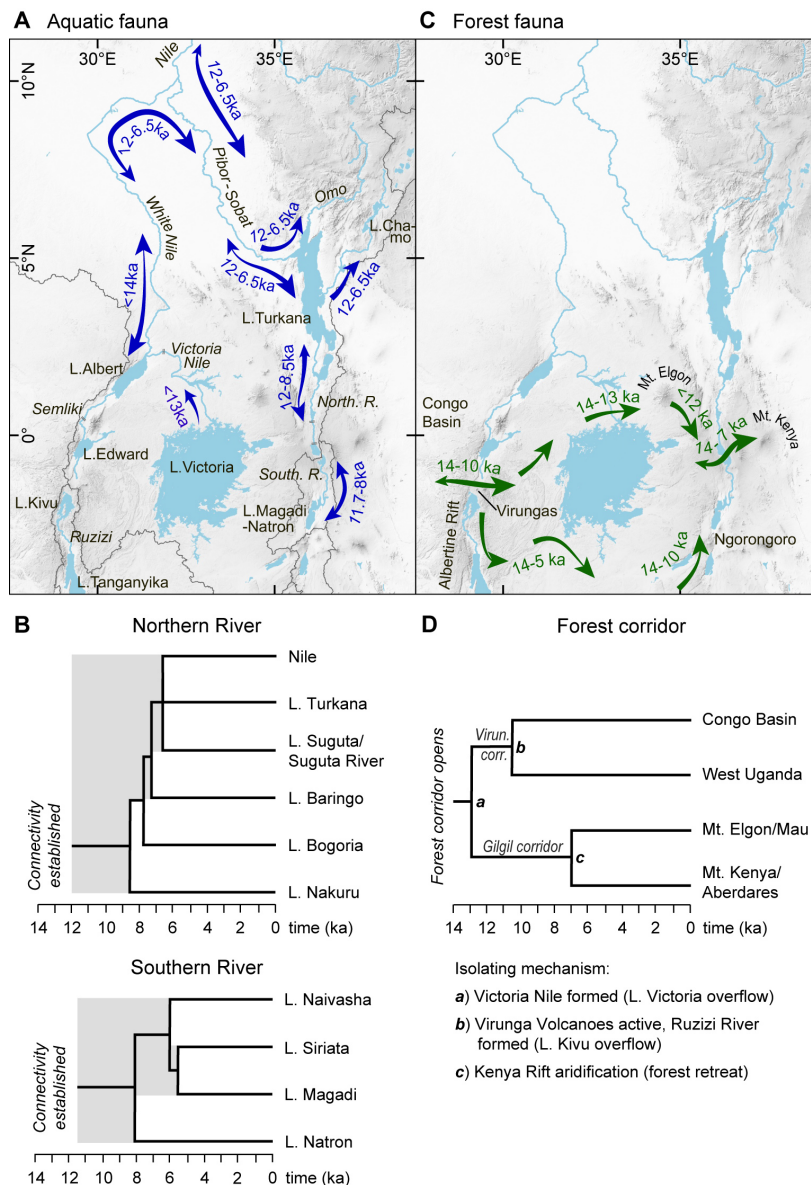 A Aquatic fauna
30°E
35°E
10°N
5°N
0°
Nile
12-6.5ka
12-6.5ka
Pibor-Sobat
Omo
White Nile
12-6.5ka
L.Cha-
mo
12-6.5ka
12-6.5ka
<14ka
L.Turkana
Victoria
Nile
L.Albert
<13ka
12-8.5ka
North. R.
Semliki
L.Edward
L.Victoria
South. R.
L.Kivu
L.Magadi
-Natron
11.7-8ka
Ruzizi
L.Tanganyika
C Forest fauna
30°E
35°E
Mt. Elgon
14-13 ka
<12 ka
Mt. Kenya
14-7 ka
Congo
Basin
14-10 ka
Virungas
Albertine Rift
Ngorongoro
14-5 ka
14-10 ka
B Northern River
Nile
L. Turkana
L. Suguta/
Suguta River
L. Baringo
L. Bogoria
L. Nakuru
Connectivity
established
14 12 10 8 6 4 2 0 time (ka)
Southern River
L. Naivasha
L. Siriata
L. Magadi
L. Natron
Connectivity
established
14 12 10 8 6 4 2 0 time (ka)
D Forest corridor
Forest corridor opens
Virun.
corr.
b
a
Gilgil corridor
c
Congo Basin
West Uganda
Mt. Elgon/Mau
Mt. Kenya/
Aberdares
14 12 10 8 6 4 2 0 time (ka)
Isolating mechanism:
a) Victoria Nile formed (L. Victoria overflow)
b) Virunga Volcanoes active, Ruzizi River
formed (L. Kivu overflow)
c) Kenya Rift aridification (forest retreat)